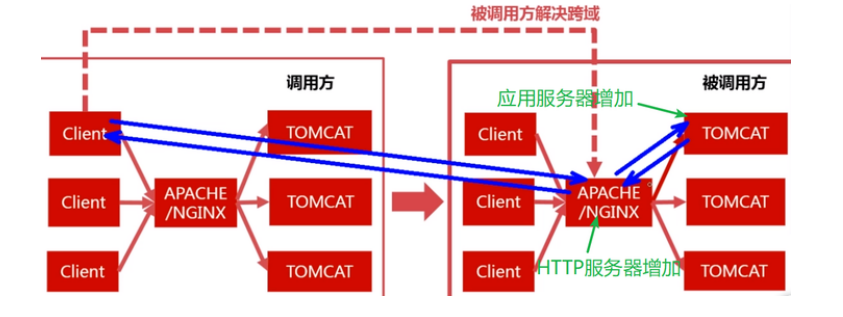 被调用方解决跨域
调用方
被调用方
应用服务器增加
Client
TOMCAT
Client
TOMCAT
Client
APACHE
/NGINX
TOMCAT
Client
APACHE
/NGINX
TOMCAT
Client
TOMCAT
Client
HTTP服务器增加
TOMCAT